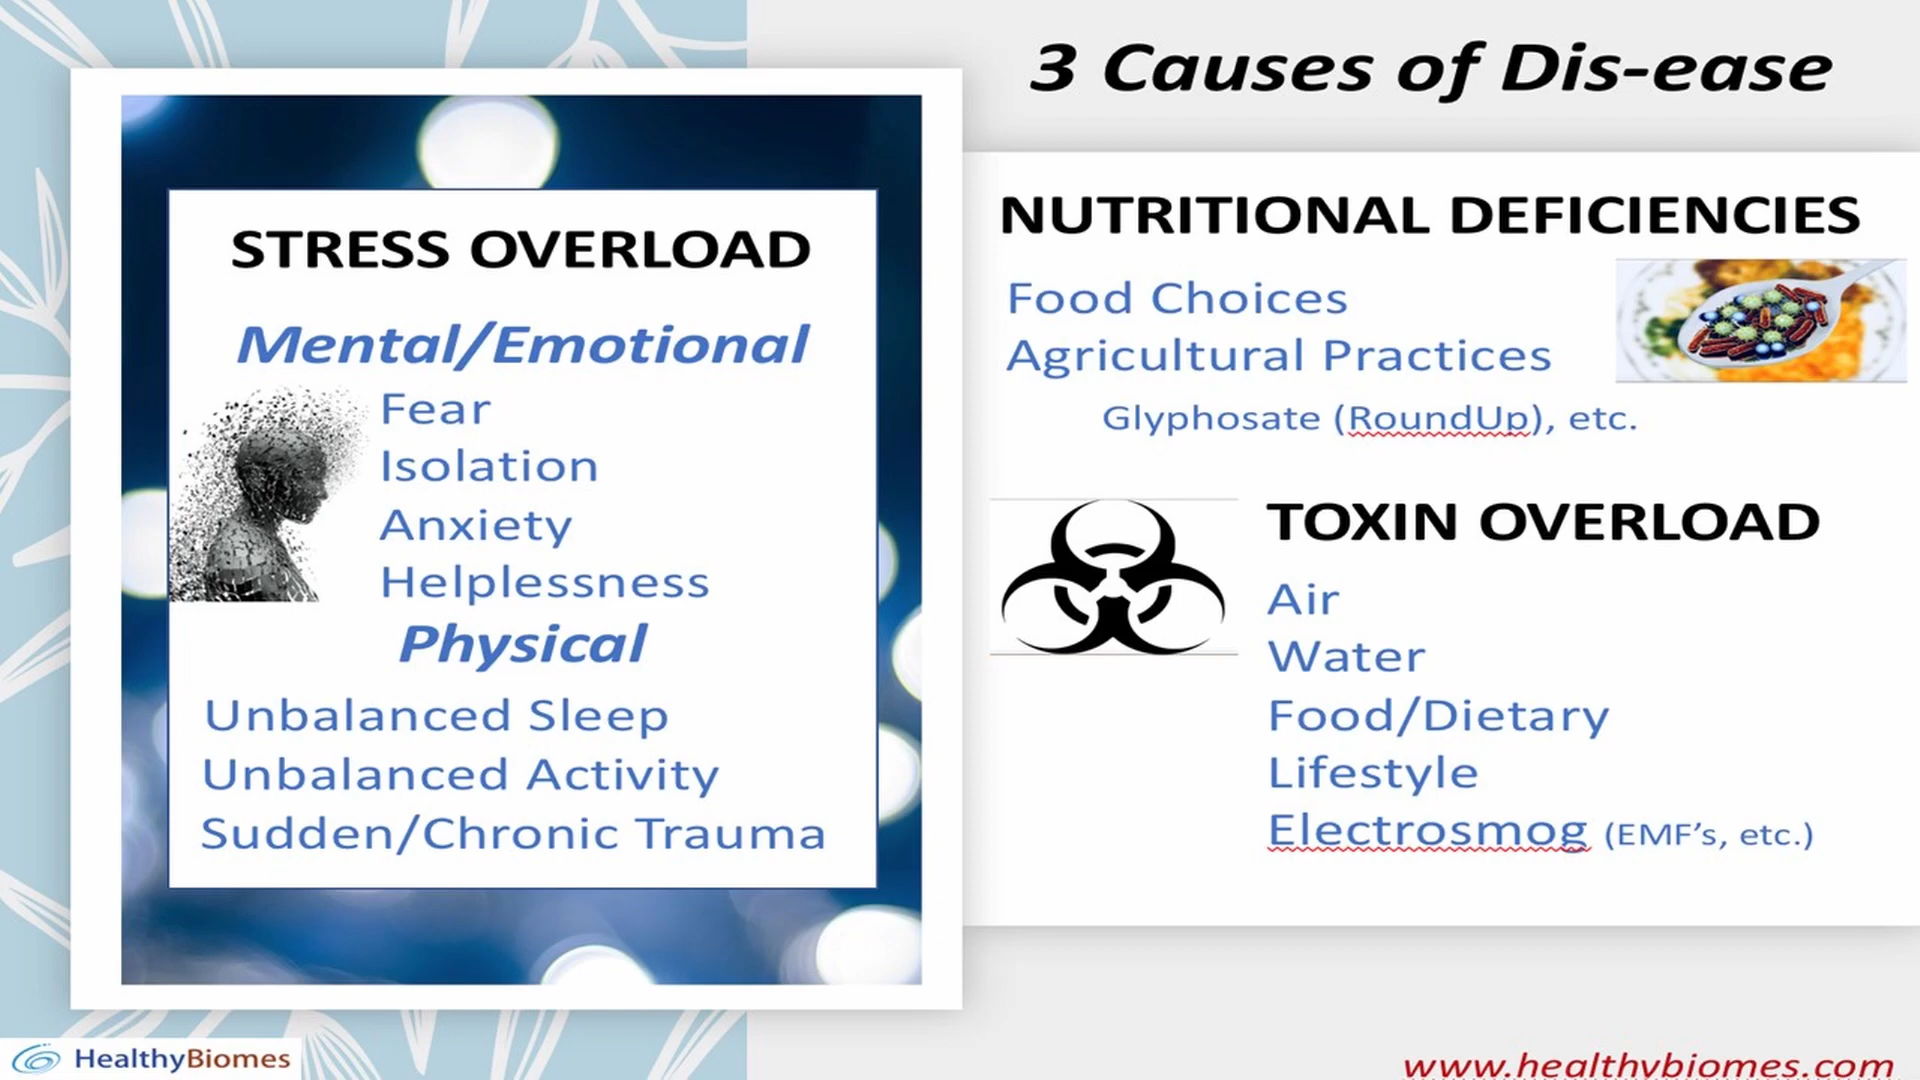 3 Causes of Dis-ease
STRESS OVERLOAD
Mental/Emotional
Fear
Isolation
Anxiety
Helplessness
Physical
Unbalanced Sleep
Unbalanced Activity
Sudden/Chronic Trauma
NUTRITIONAL DEFICIENCIES
Food Choices
Agricultural Practices
Glyphosate (RoundUp), etc.
TOXIN OVERLOAD
Air
Water
Food/Dietary
Lifestyle
Electrosmog (EMF’s, etc.)
HealthyBiomes
www.healthybiomes.com